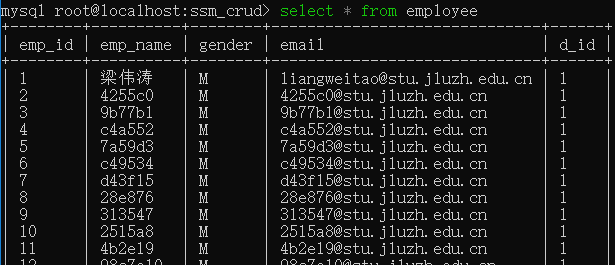 mysql root@localhost:ssm_crud> select * from employee
emp_id | emp_name | gender | email | d_id
1 | 梁伟涛 | M | liangweitao@stu.jluzh.edu.cn | 1
2 | 4255c0 | M | 4255c0@stu.jluzh.edu.cn | 1
3 | 9b77b1 | M | 9b77b1@stu.jluzh.edu.cn | 1
4 | c4a552 | M | c4a552@stu.jluzh.edu.cn | 1
5 | 7a59d3 | M | 7a59d3@stu.jluzh.edu.cn | 1
6 | c49534 | M | c49534@stu.jluzh.edu.cn | 1
7 | d43f15 | M | d43f15@stu.jluzh.edu.cn | 1
8 | 28e876 | M | 28e876@stu.jluzh.edu.cn | 1
9 | 313547 | M | 313547@stu.jluzh.edu.cn | 1
10 | 2515a8 | M | 2515a8@stu.jluzh.edu.cn | 1
11 | 4b2e19 | M | 4b2e19@stu.jluzh.edu.cn | 1